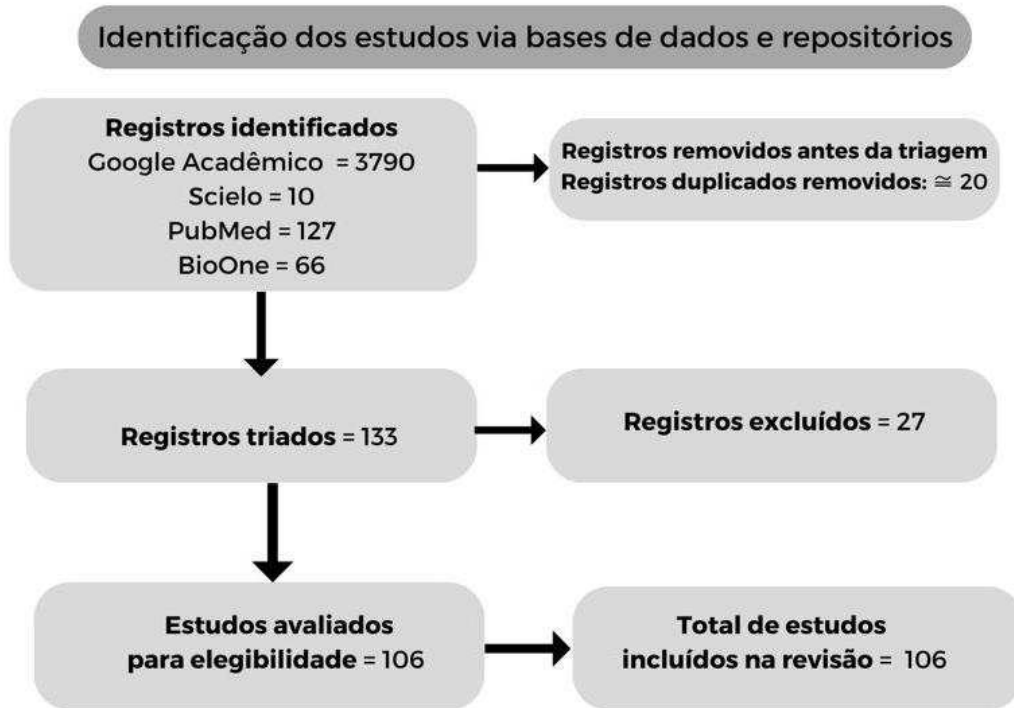 Identificação dos estudos via bases de dados e repositórios
Registros identificados
Google Acadêmico = 3790
Scielo = 10
PubMed = 127
BioOne = 66
Registros removidos antes da triagem
Registros duplicados removidos: ≅ 20
Registros triados = 133
Registros excluídos = 27
Estudos avaliados
para elegibilidade = 106
Total de estudos
incluídos na revisão = 106